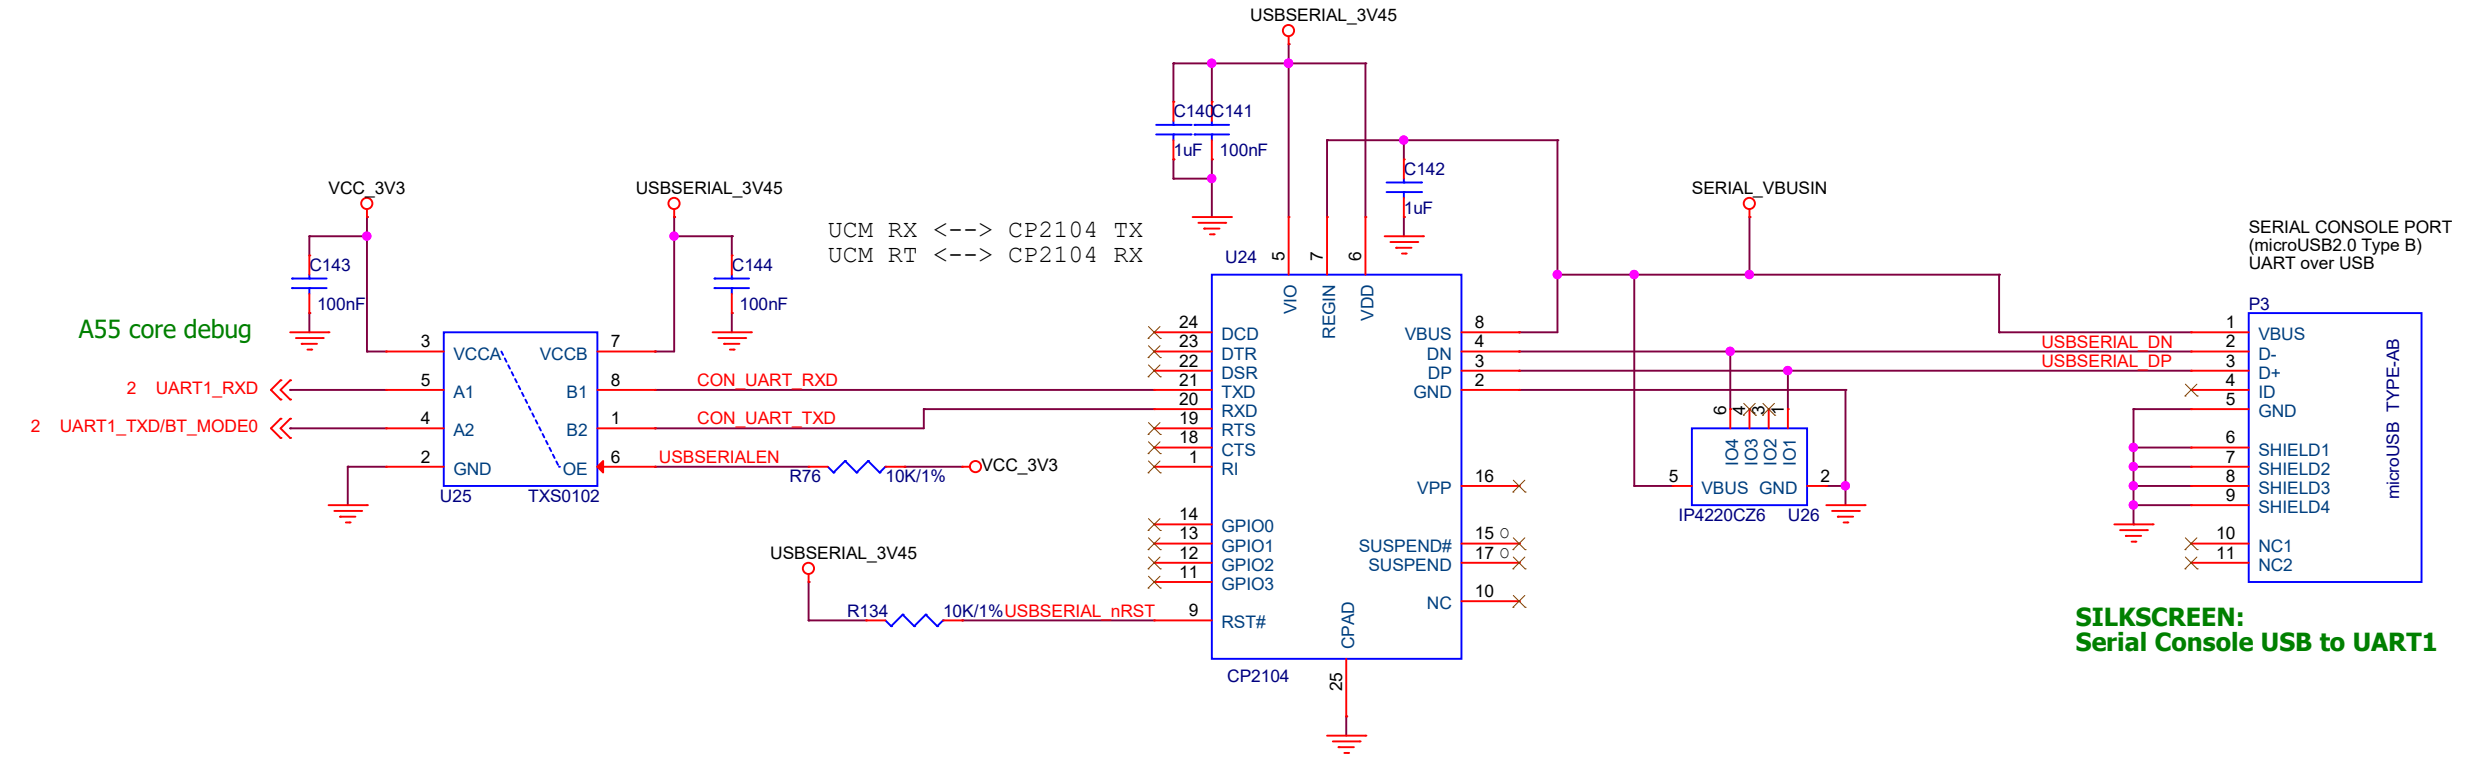 USBSERIAL_3V45
C140
C141
1uF
100nF
C142
1uF
VCC_3V3
USBSERIAL_3V45
SERIAL_VBUSIN
UCM RX <--> CP2104 TX
UCM RT <--> CP2104 RX
SERIAL CONSOLE PORT
(microUSB2.0 Type B)
UART over USB
C143
100nF
C144
100nF
A55 core debug
3 VCCA
VCCB 7
2 UART1_RXD
5 A1
B1 8
CON_UART_RXD
2 UART1_TXD/BT_MODE0
4 A2
B2 1
CON_UART_TXD
2 GND
OE 6
USBSERIALEN
R76
10K/1%
VCC_3V3
U25
TXS0102
U24
5 VIO
7 REGIN
6 VDD
24 DCD
23 DTR
22 DSR
21 TXD
20 RXD
19 RTS
18 CTS
1 RI
14 GPIO0
13 GPIO1
12 GPIO2
11 GPIO3
9 RST#
VBUS 8
DN 4
DP 3
GND 2
VPP 16
SUSPEND# 15 o
SUSPEND 17 o
NC 10
CPAD
25
CP2104
USBSERIAL_3V45
R134
10K/1%
USBSERIAL_nRST
6 IO4
4 IO3
3 IO2
1 IO1
5 VBUS
GND 2
IP4220CZ6
U26
USBSERIAL_DN
USBSERIAL_DP
P3
1 VBUS
2 D-
3 D+
4 ID
5 GND
6 SHIELD1
7 SHIELD2
8 SHIELD3
9 SHIELD4
10 NC1
11 NC2
microUSB TYPE-AB
SILKSCREEN:
Serial Console USB to UART1